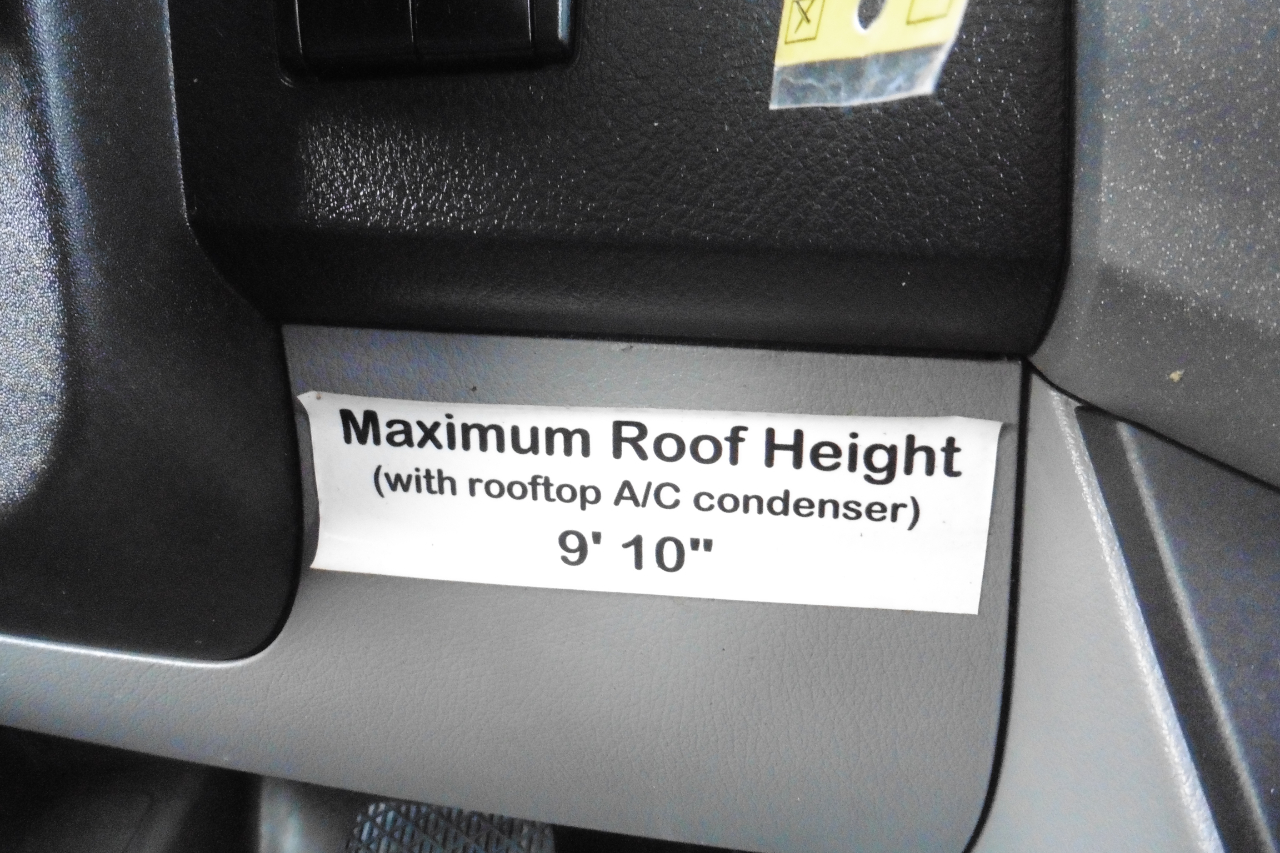 Maximum Roof Height
(with rooftop A/C condenser)
9' 10"